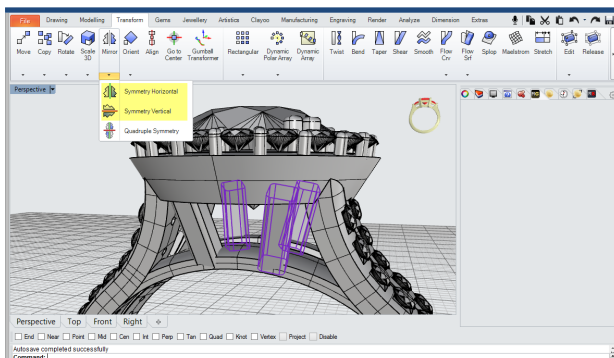 File Drawing Modelling Transform Gems Jewellery Artistics Clayoo Manufacturing Engraving Render Analyze Dimension Extras
Move Copy Rotate Scale 3D Mirror Orient Align Go to Center Gumball Transformer Rectangular Dynamic Polar Array Dynamic Array Twist Bend Taper Shear Smooth Flow Crv Flow Srf Splop Maelstrom Stretch Edit Release
Perspective
Symmetry Horizontal
Symmetry Vertical
Quadruple Symmetry
Perspective Top Front Right
End Near Point Mid Cen Int Perp Tan Quad Knot Vertex Project Disable
Autosave completed successfully
Command: